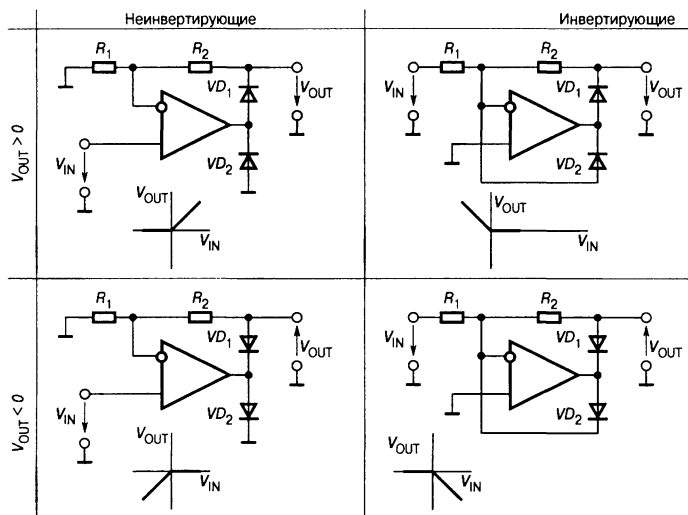 Неинвертирующие
Инвертирующие
V_OUT > 0
R₁
R₂
VD₁
V_OUT
V_IN
VD₂
V_OUT
V_IN
R₁
R₂
V_IN
VD₁
V_OUT
VD₂
V_OUT
V_IN
V_OUT < 0
R₁
R₂
VD₁
V_OUT
V_IN
VD₂
V_OUT
V_IN
R₁
R₂
V_IN
VD₁
V_OUT
VD₂
V_OUT
V_IN